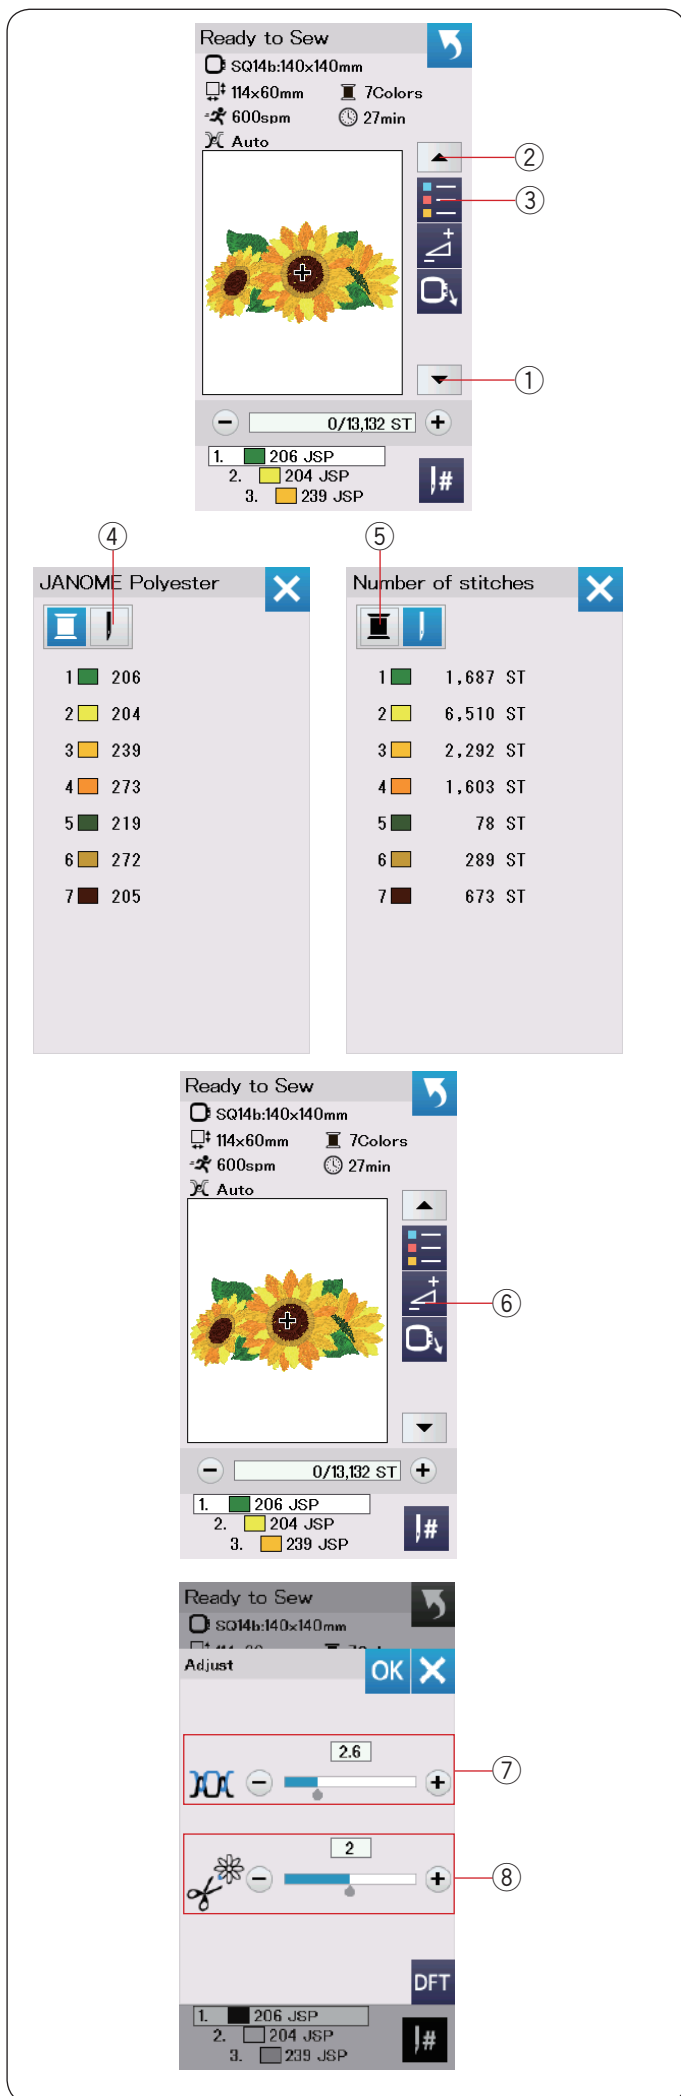 Ready to Sew
SQ14b:140x140mm
114x60mm 7Colors
600spm 27min
Auto
②
③
①
0/13,132 ST
1. 206 JSP
2. 204 JSP
3. 239 JSP
#
④
JANOME Polyester
1 206
2 204
3 239
4 273
5 219
6 272
7 205
⑤
Number of stitches
1 1,687 ST
2 6,510 ST
3 2,292 ST
4 1,603 ST
5 78 ST
6 289 ST
7 673 ST
Ready to Sew
SQ14b:140x140mm
114x60mm 7Colors
600spm 27min
Auto
⑥
0/13,132 ST
1. 206 JSP
2. 204 JSP
3. 239 JSP
#
Ready to Sew
SQ14b:140x140mm
Adjust OK
2.6
⑦
2
⑧
DFT
1. 206 JSP
2. 204 JSP
3. 239 JSP
#